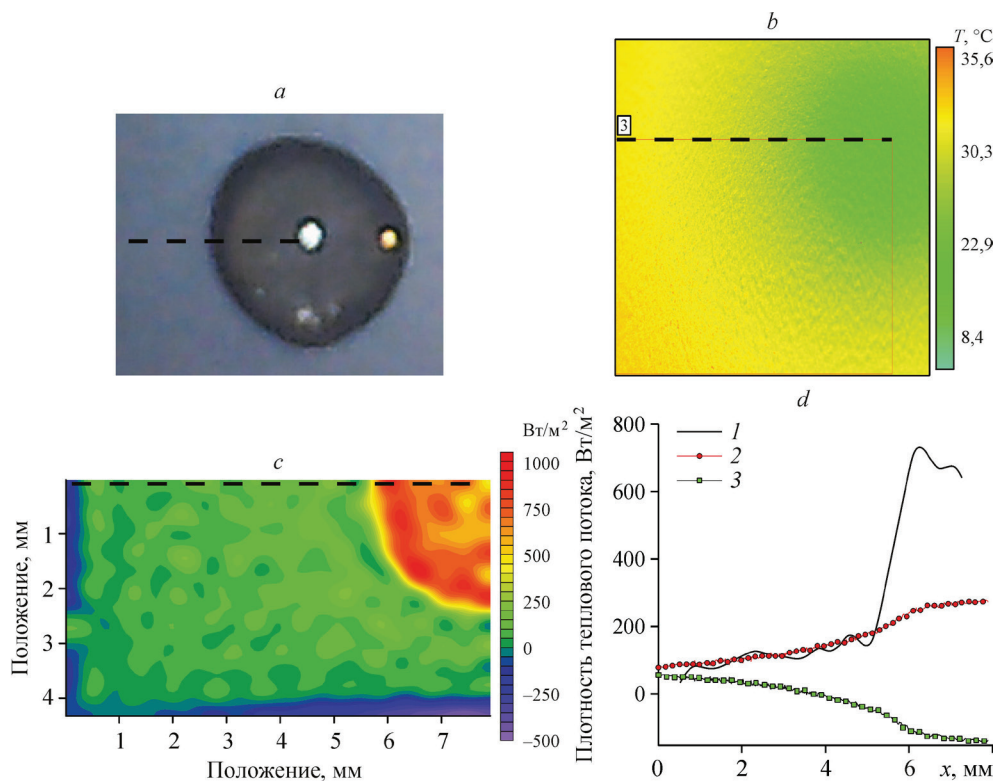 a
b
T, °C
35,6
30,3
22,9
8,4
3
c
Вт/м²
1000
750
500
250
0
−250
−500
Положение, мм
1
2
3
4
1 2 3 4 5 6 7
Положение, мм
d
Плотность теплового потока, Вт/м²
800
600
400
200
0
1
2
3
0 2 4 6 x, мм